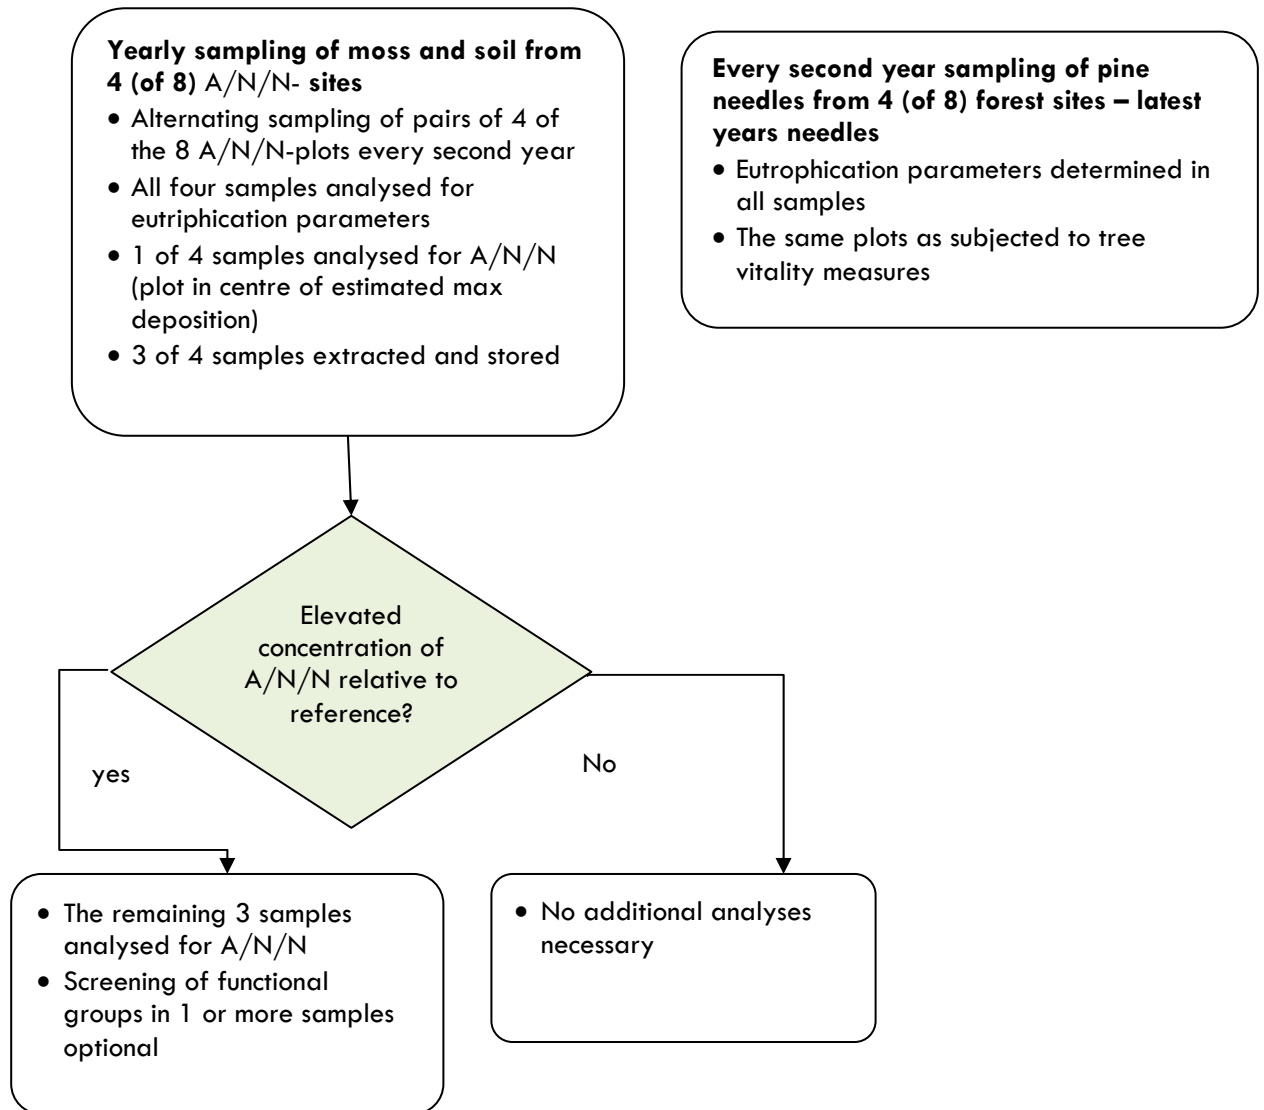 Yearly sampling of moss and soil from
4 (of 8) A/N/N- sites
• Alternating sampling of pairs of 4 of
the 8 A/N/N-plots every second year
• All four samples analysed for
eutriphication parameters
• 1 of 4 samples analysed for A/N/N
(plot in centre of estimated max
deposition)
• 3 of 4 samples extracted and stored
Every second year sampling of pine
needles from 4 (of 8) forest sites – latest
years needles
• Eutrophication parameters determined in
all samples
• The same plots as subjected to tree
vitality measures
Elevated
concentration of
A/N/N relative to
reference?
yes
No
• The remaining 3 samples
analysed for A/N/N
• Screening of functional
groups in 1 or more samples
optional
• No additional analyses
necessary